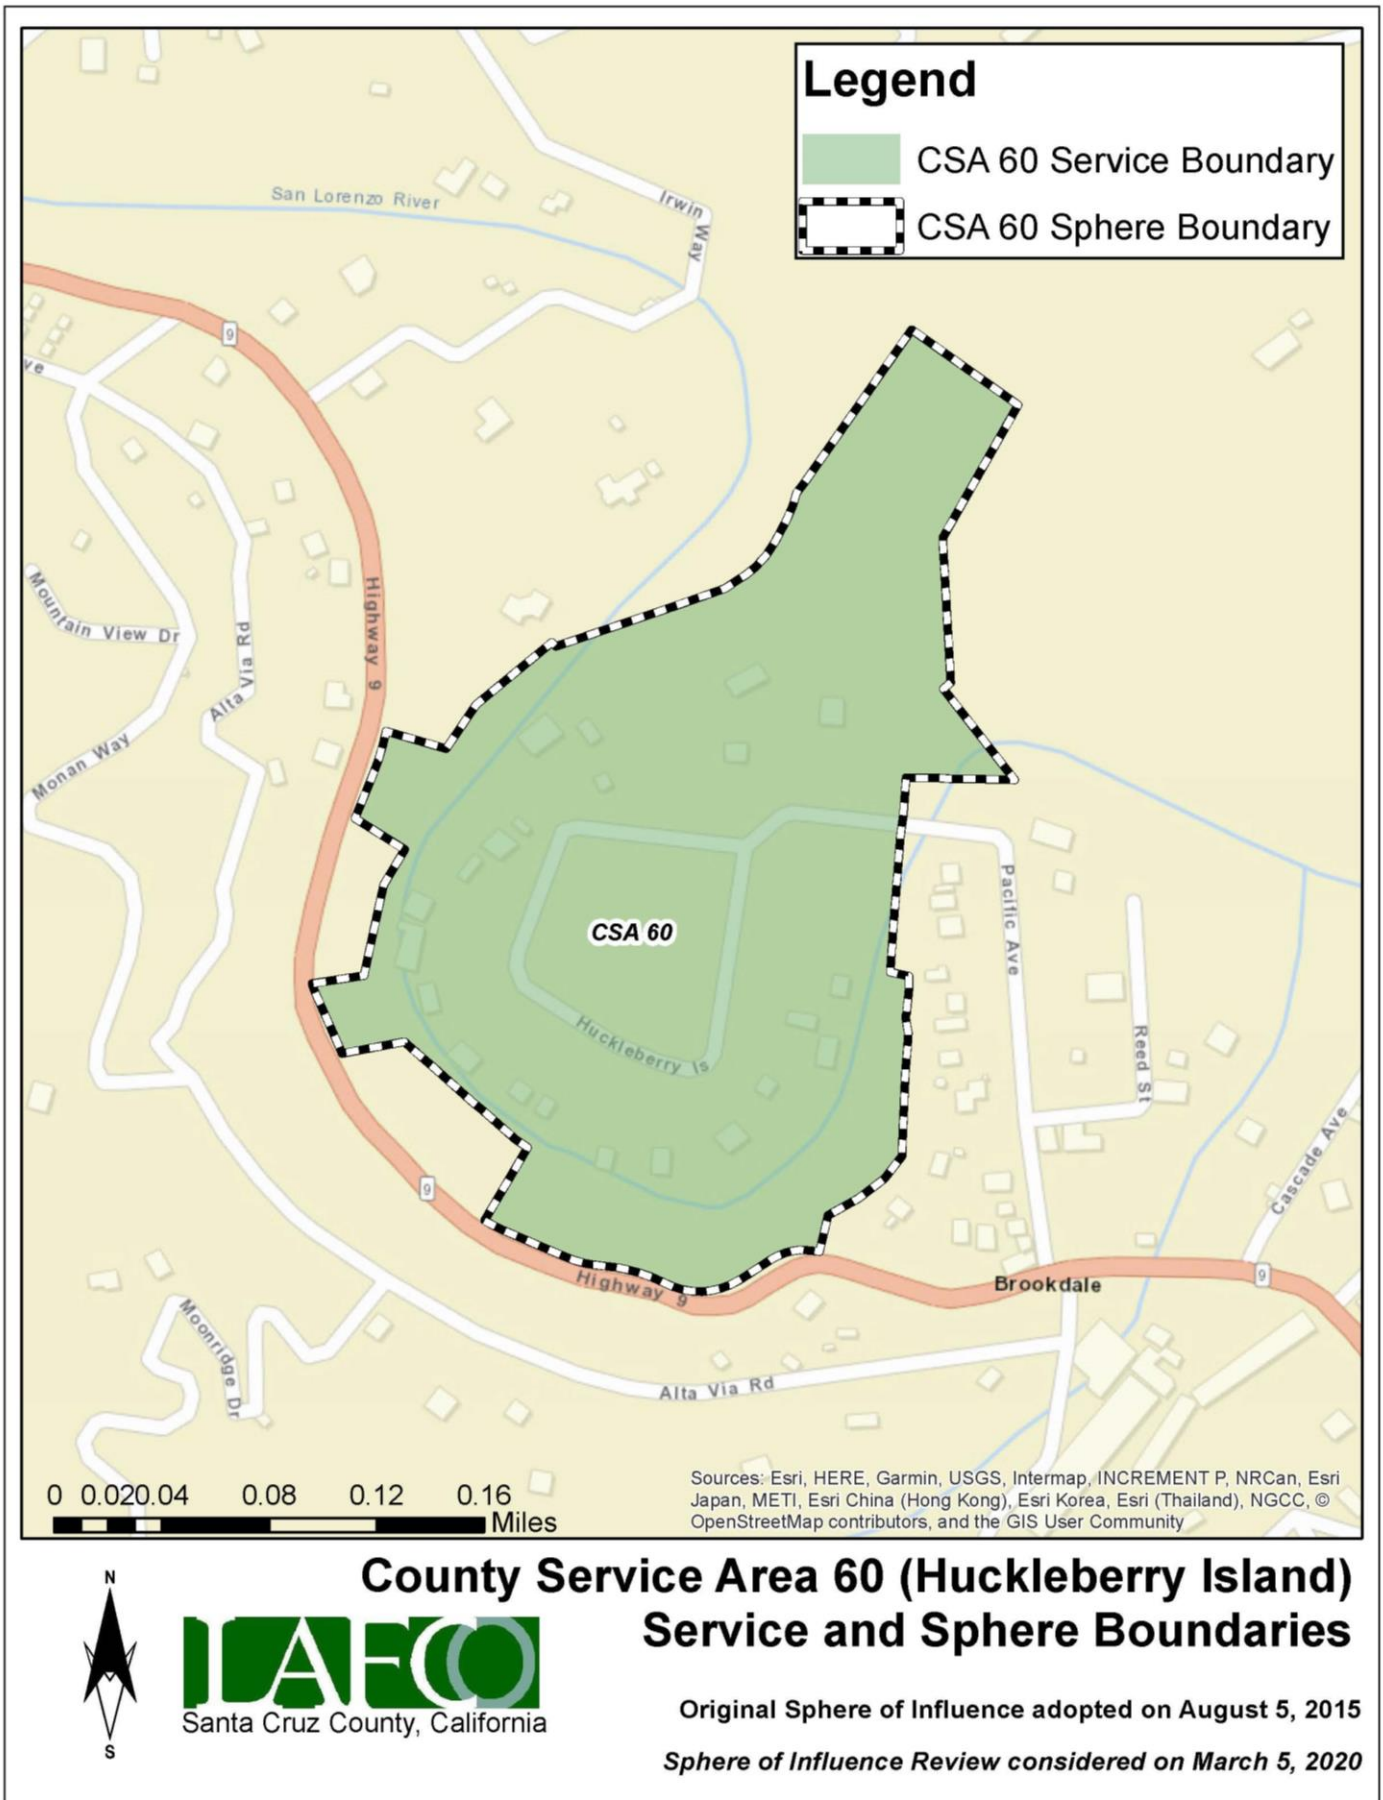 Legend
CSA 60 Service Boundary
CSA 60 Sphere Boundary
San Lorenzo River
Irwin Way
9
ve
Highway 9
Mountain View Dr
Alta Via Rd
Monan Way
CSA 60
Huckleberry Is
Pacific Ave
Reed St
Cascade Ave
9
Highway 9
Brookdale
9
Moonridge Dr
Alta Via Rd
0 0.02 0.04 0.08 0.12 0.16
Miles
Sources: Esri, HERE, Garmin, USGS, Intermap, INCREMENT P, NRCan, Esri
Japan, METI, Esri China (Hong Kong), Esri Korea, Esri (Thailand), NGCC, ©
OpenStreetMap contributors, and the GIS User Community
N
S
LAFCO
Santa Cruz County, California
County Service Area 60 (Huckleberry Island)
Service and Sphere Boundaries
Original Sphere of Influence adopted on August 5, 2015
Sphere of Influence Review considered on March 5, 2020